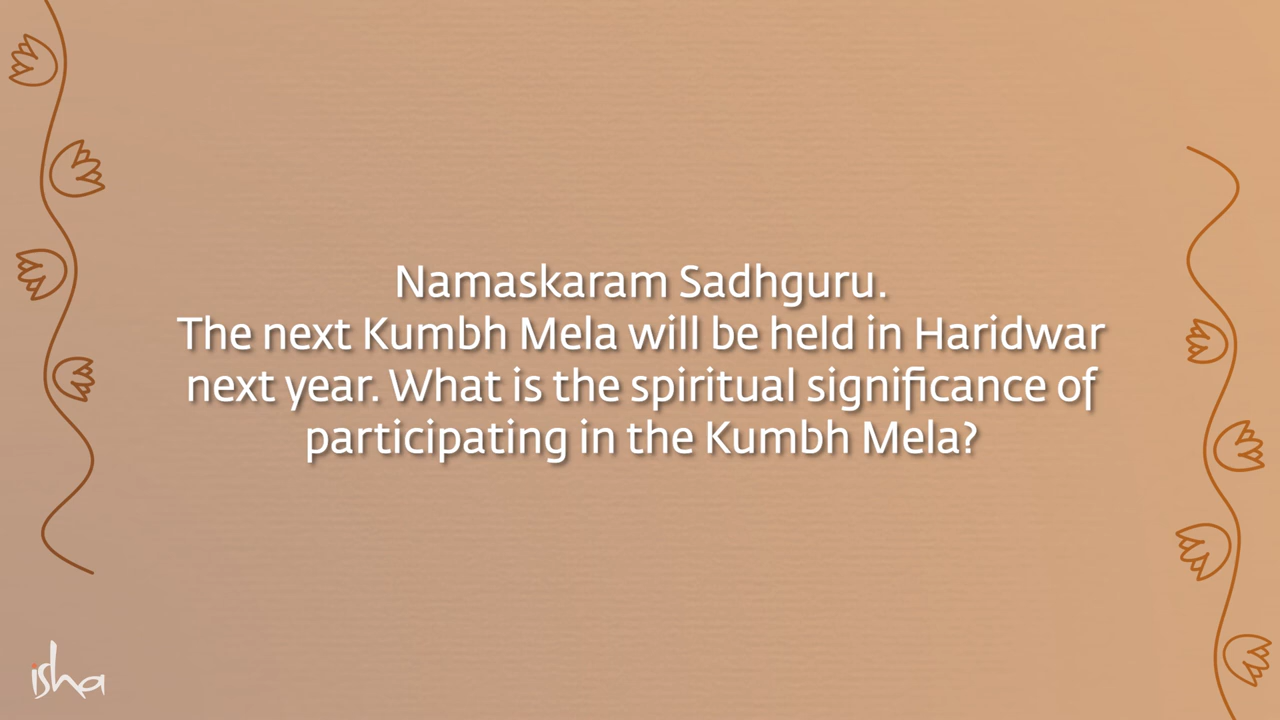 Namaskaram Sadhguru.
The next Kumbh Mela will be held in Haridwar
next year. What is the spiritual significance of
participating in the Kumbh Mela?
isha